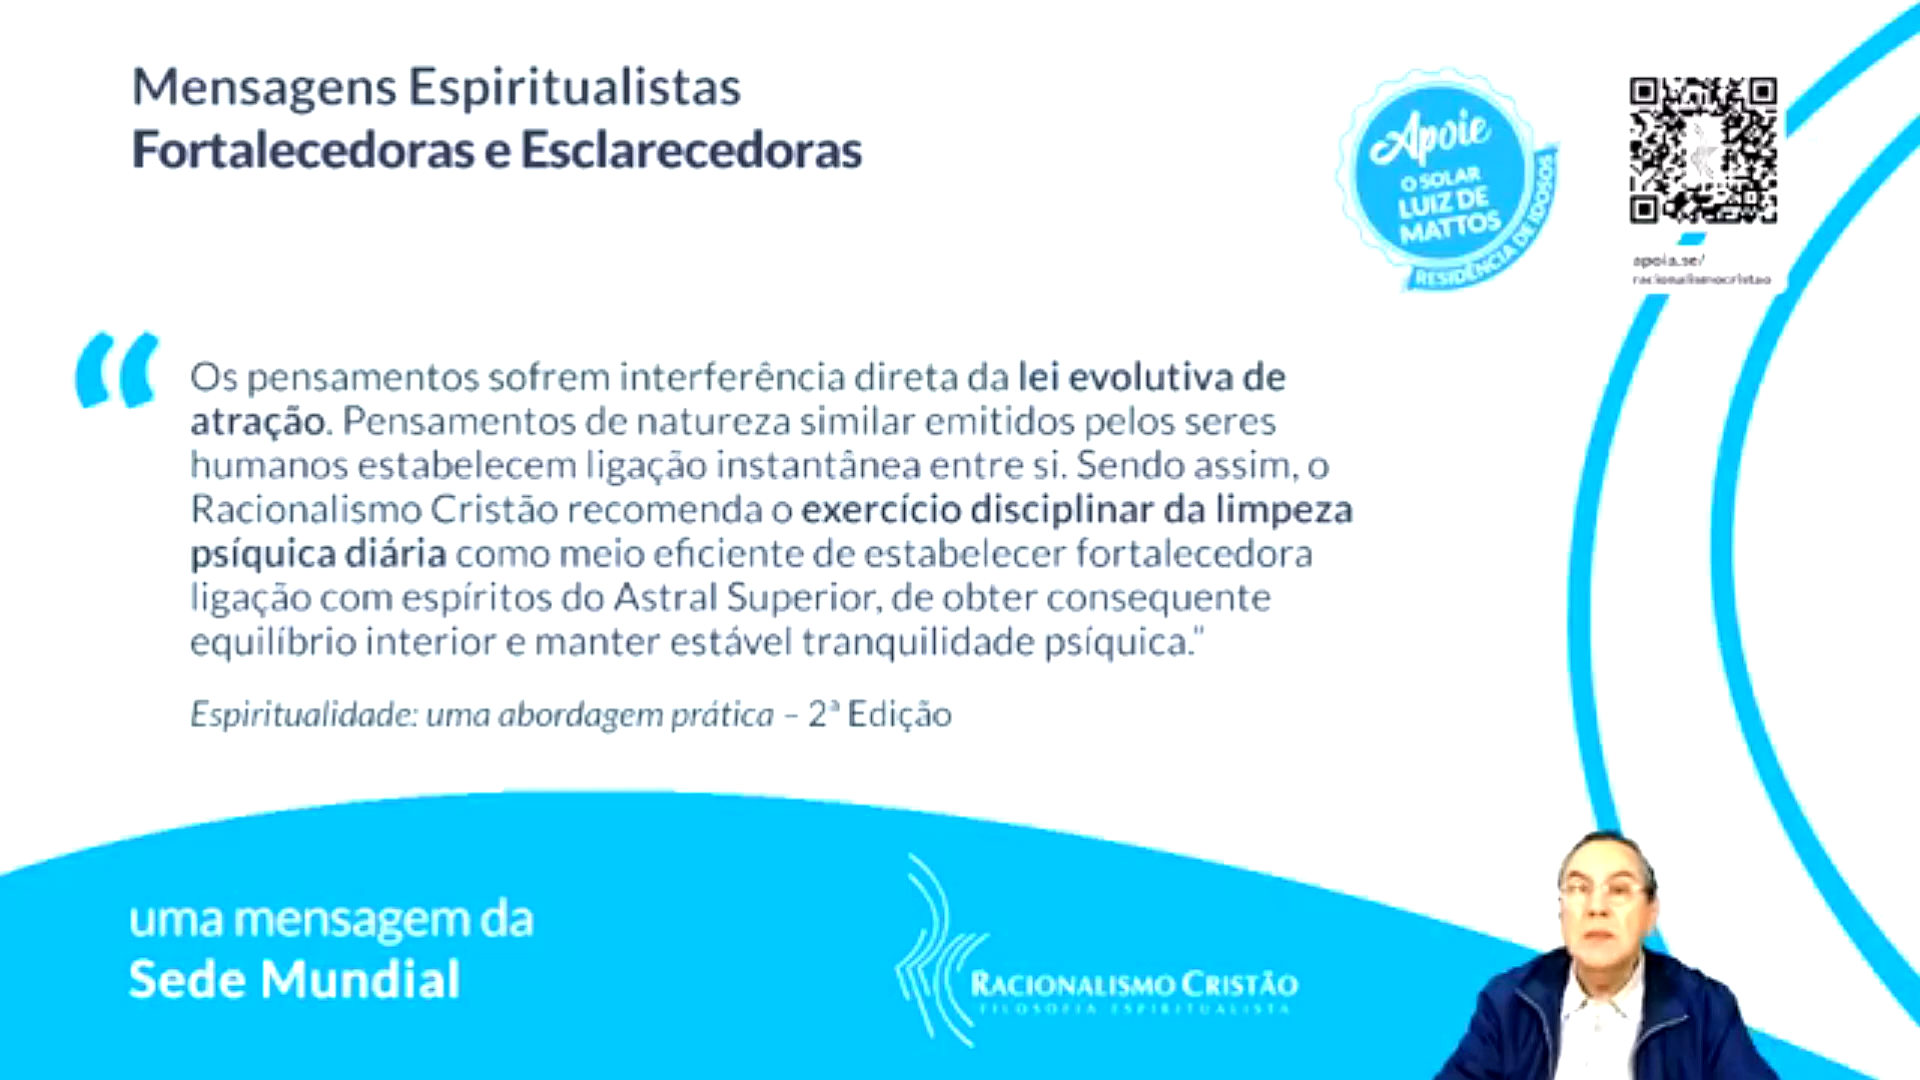 Mensagens Espiritualistas
Fortalecedoras e Esclarecedoras
Apoie
O SOLAR
LUIZ DE
MATTOS
RESIDÊNCIA DE IDOSOS
apoia.se/
racionalismocristao
“
Os pensamentos sofrem interferência direta da lei evolutiva de
atração. Pensamentos de natureza similar emitidos pelos seres
humanos estabelecem ligação instantânea entre si. Sendo assim, o
Racionalismo Cristão recomenda o exercício disciplinar da limpeza
psíquica diária como meio eficiente de estabelecer fortalecedora
ligação com espíritos do Astral Superior, de obter consequente
equilíbrio interior e manter estável tranquilidade psíquica."
Espiritualidade: uma abordagem prática – 2ª Edição
uma mensagem da
Sede Mundial
RACIONALISMO CRISTÃO
FILOSOFIA ESPIRITUALISTA